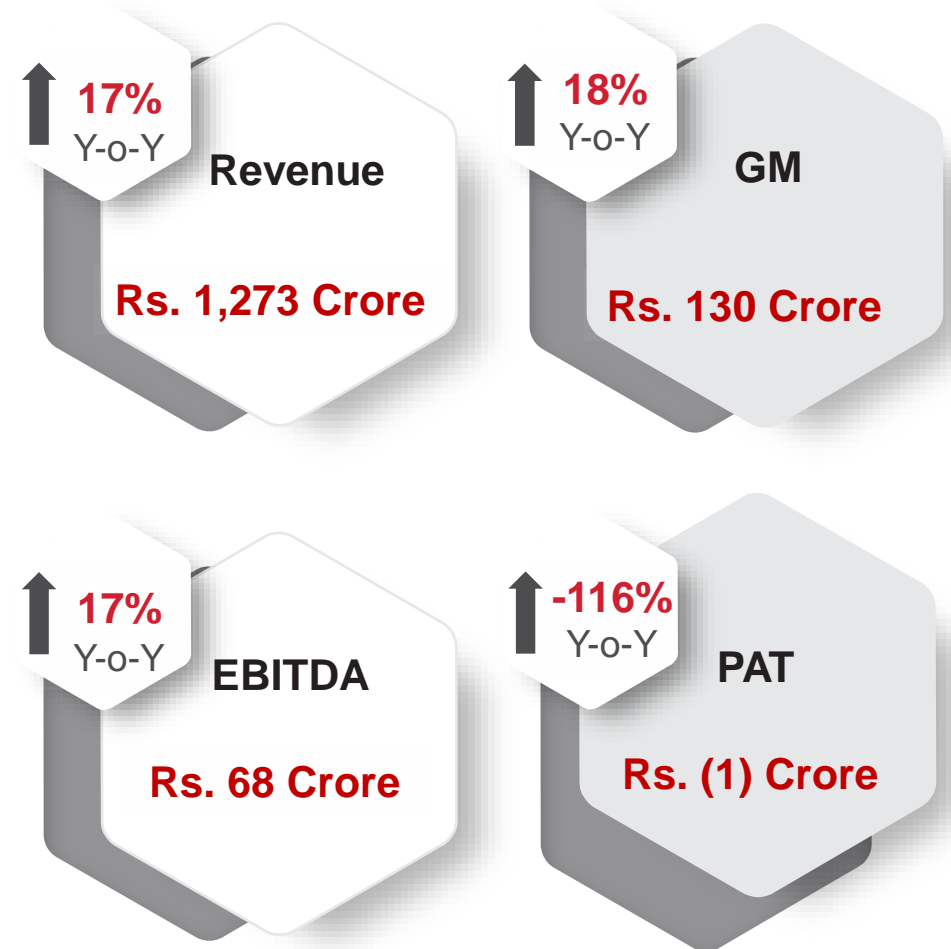 17%
Y-o-Y
Revenue
Rs. 1,273 Crore
18%
Y-o-Y
GM
Rs. 130 Crore
17%
Y-o-Y
EBITDA
Rs. 68 Crore
-116%
Y-o-Y
PAT
Rs. (1) Crore